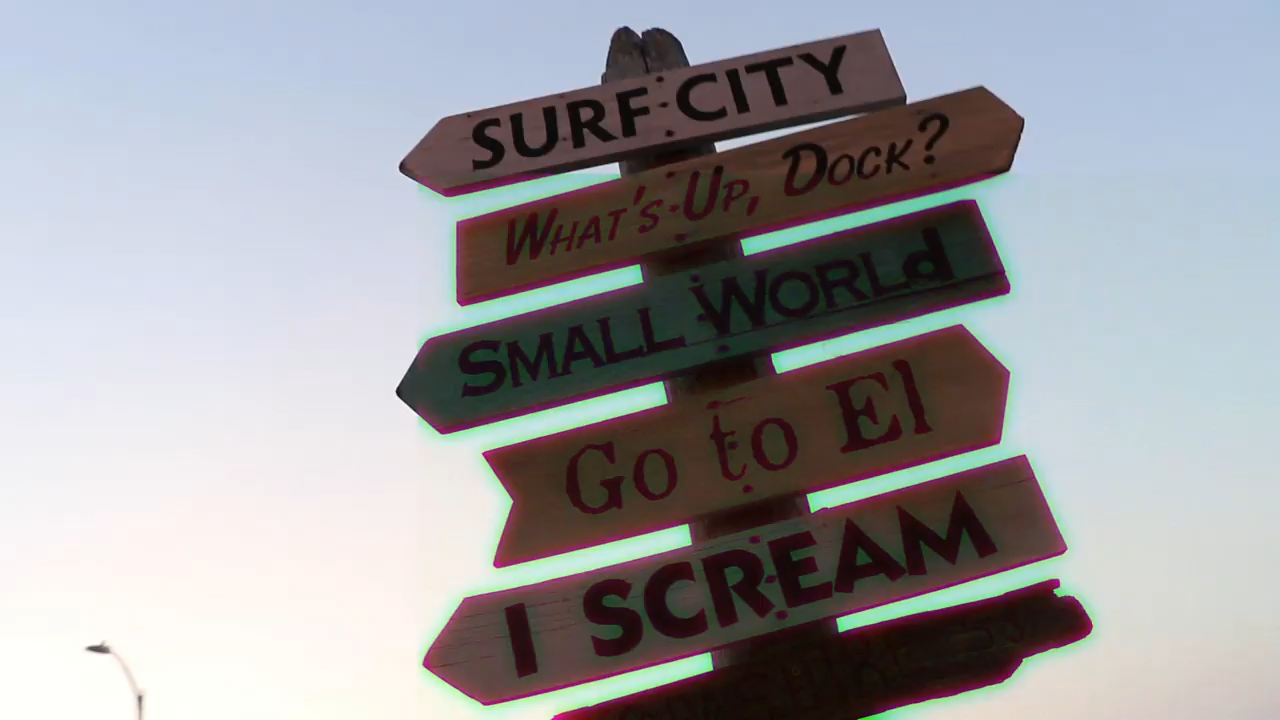 SURF CITY
WHAT'S UP, DOCK?
SMALL WORLd
Go to El
I SCREAM